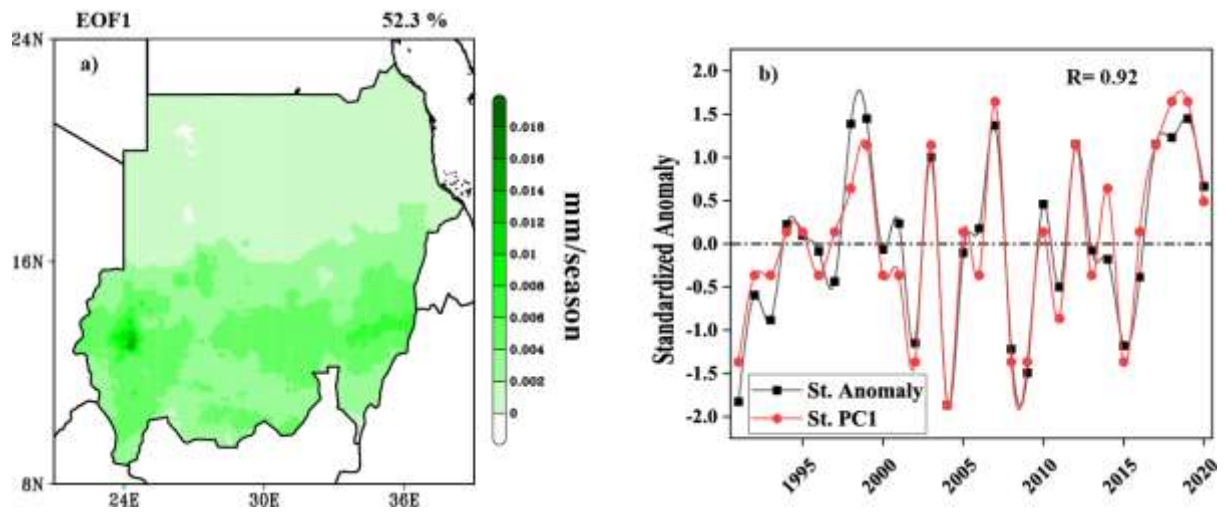 EOF1 52.3 %
24N
a)
16N
8N
24E 30E 36E
0.018
0.016
0.014
0.012
0.01
0.008
0.006
0.004
0.002
0
mm/season
b) R= 0.92
2.0
1.5
1.0
0.5
0.0
-0.5
-1.0
-1.5
-2.0
Standardized Anomaly
St. Anomaly
St. PC1
1995 2000 2005 2010 2015 2020